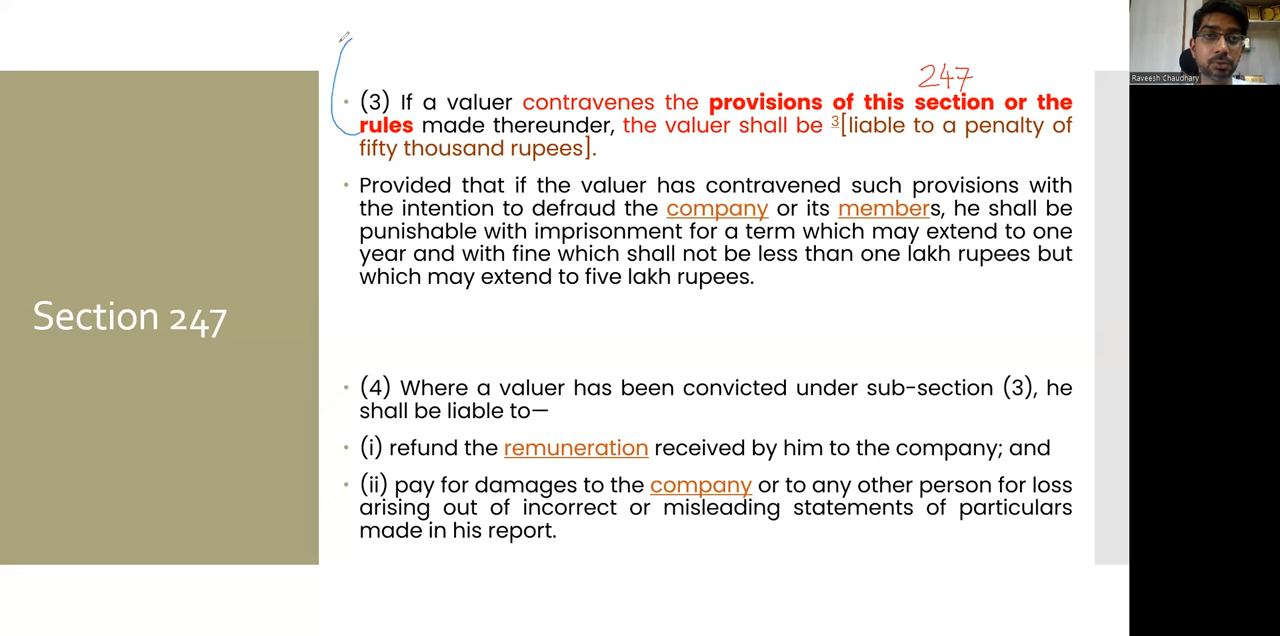 247
(3) If a valuer contravenes the provisions of this section or the
rules made thereunder, the valuer shall be 3[liable to a penalty of
fifty thousand rupees].
Provided that if the valuer has contravened such provisions with
the intention to defraud the company or its members, he shall be
punishable with imprisonment for a term which may extend to one
year and with fine which shall not be less than one lakh rupees but
which may extend to five lakh rupees.
Section 247
(4) Where a valuer has been convicted under sub-section (3), he
shall be liable to—
(i) refund the remuneration received by him to the company; and
(ii) pay for damages to the company or to any other person for loss
arising out of incorrect or misleading statements of particulars
made in his report.
Raveesh Chaudhary